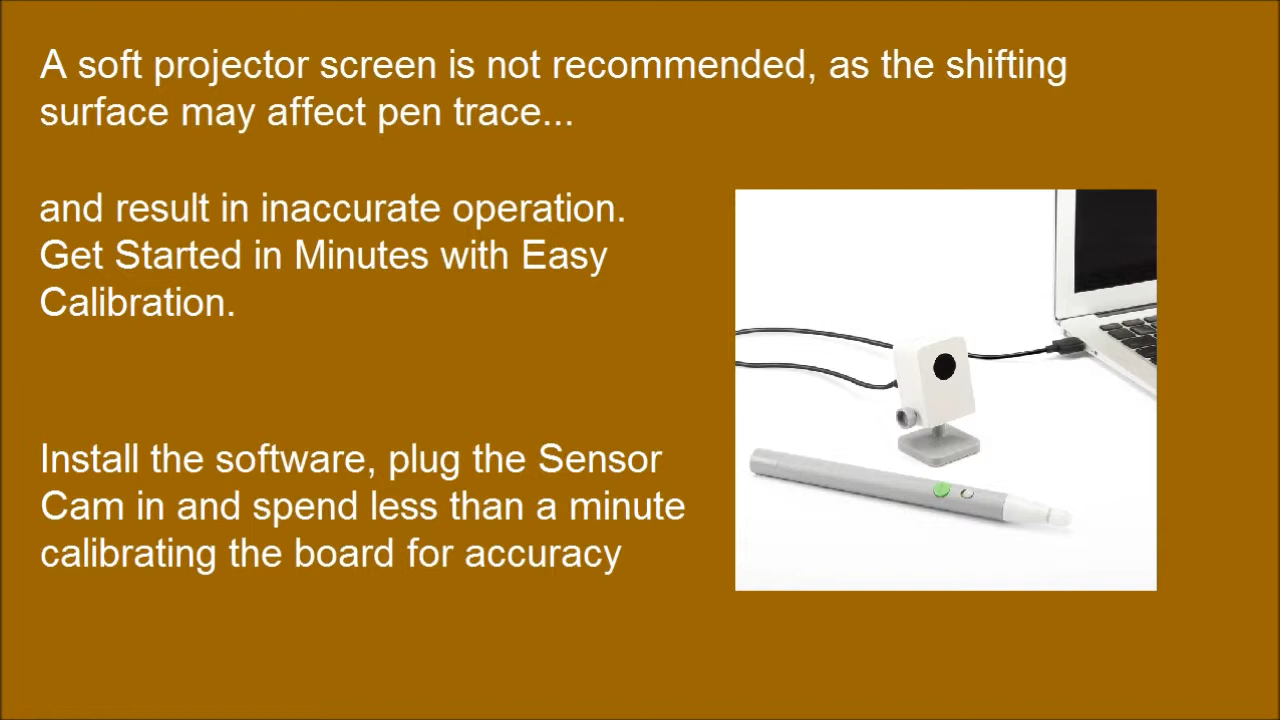 A soft projector screen is not recommended, as the shifting
surface may affect pen trace...
and result in inaccurate operation.
Get Started in Minutes with Easy
Calibration.
Install the software, plug the Sensor
Cam in and spend less than a minute
calibrating the board for accuracy